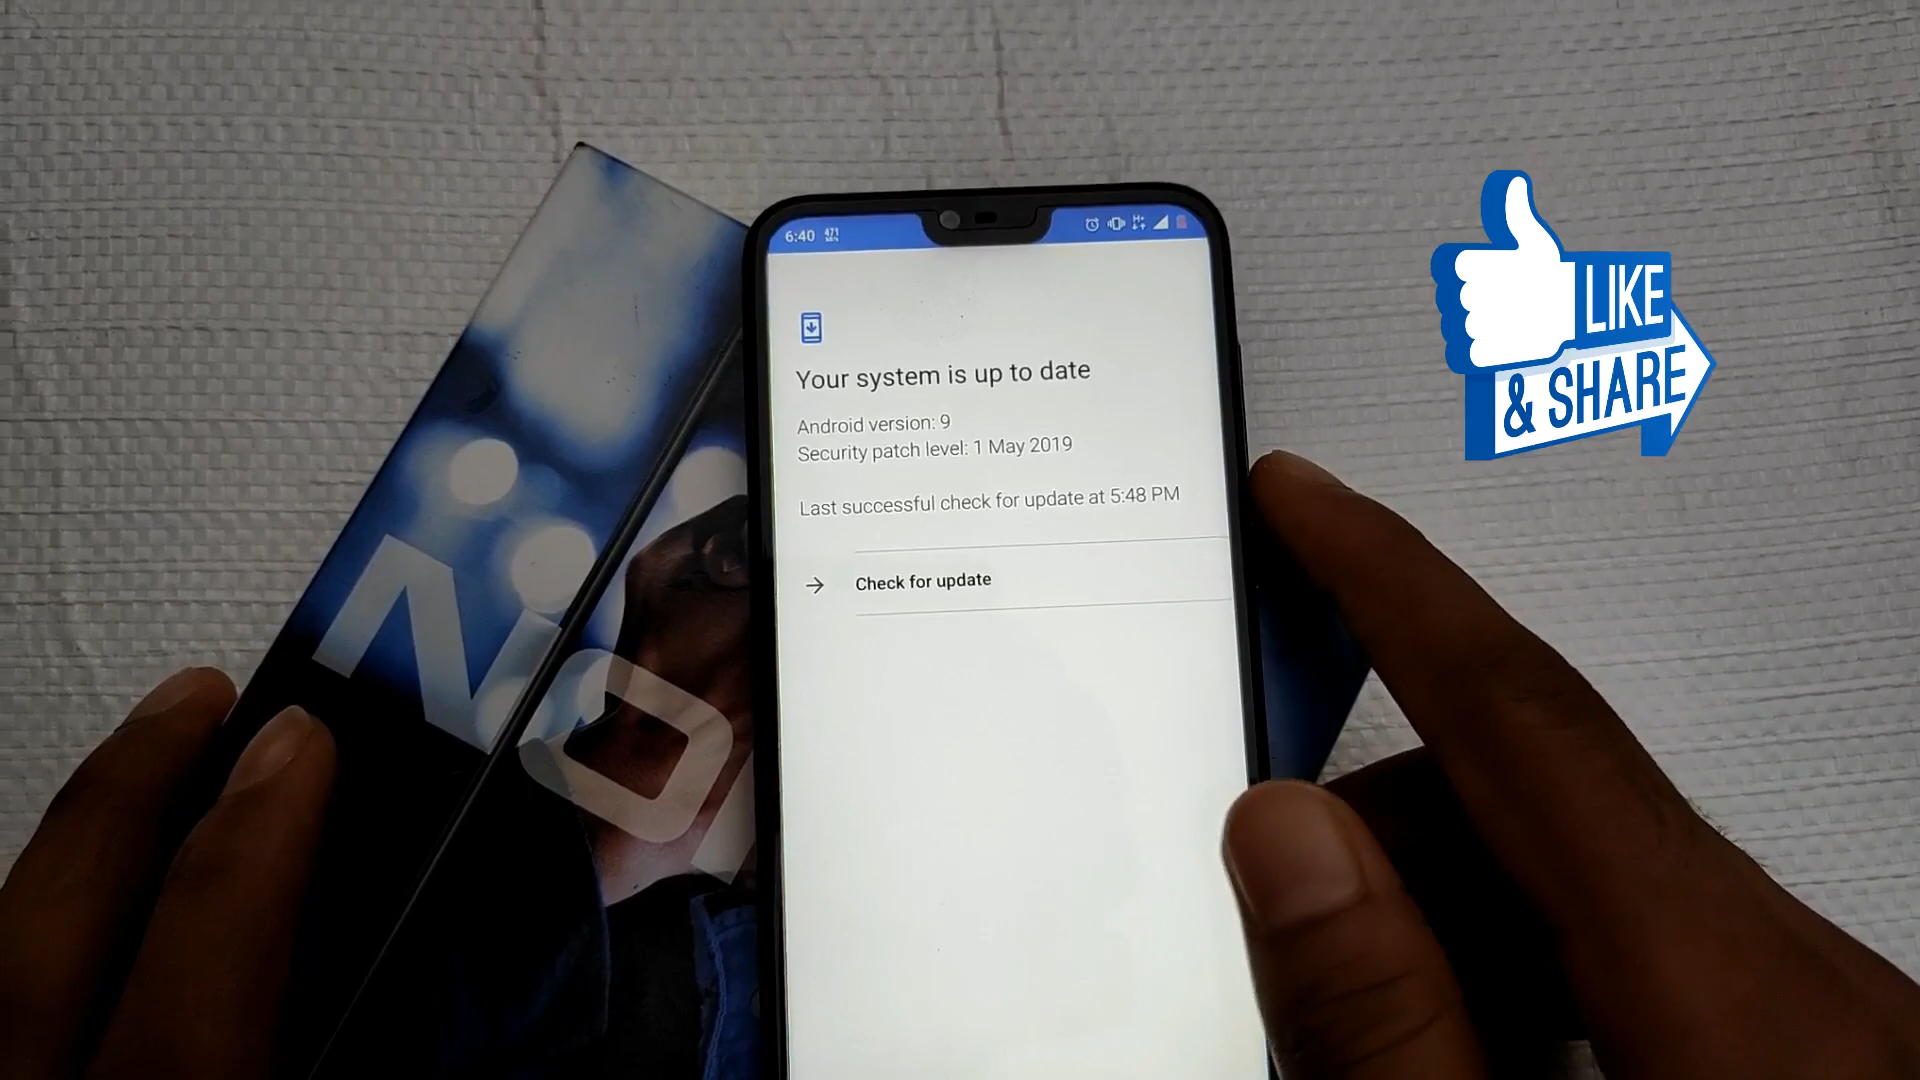 6:40 471
Your system is up to date
Android version: 9
Security patch level: 1 May 2019
Last successful check for update at 5:48 PM
Check for update
LIKE
& SHARE